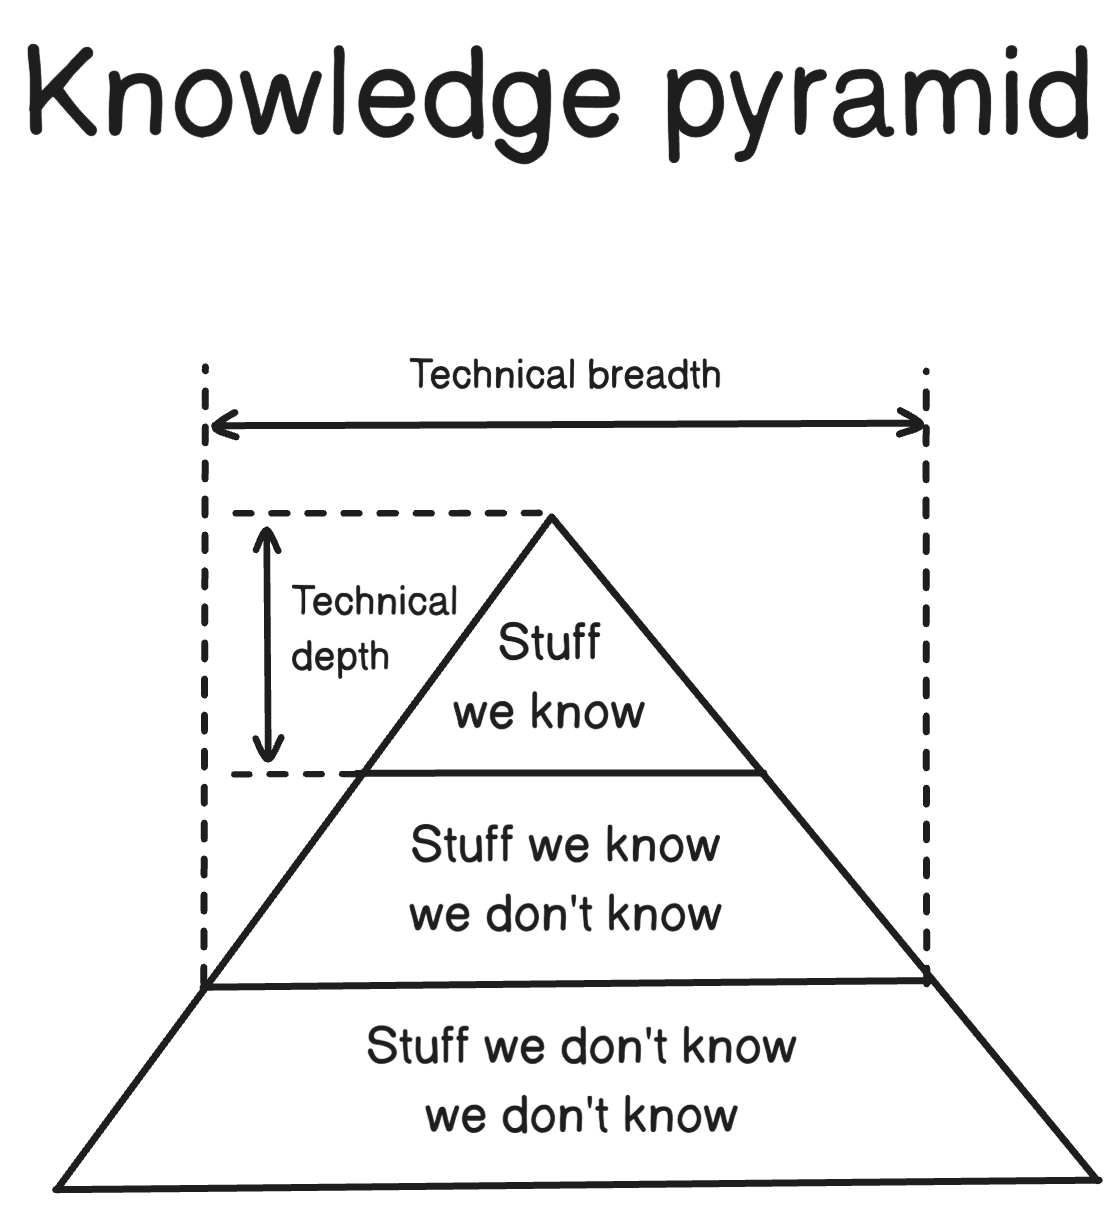 Knowledge pyramid
Technical breadth
Technical
depth
Stuff
we know
Stuff we know
we don't know
Stuff we don't know
we don't know